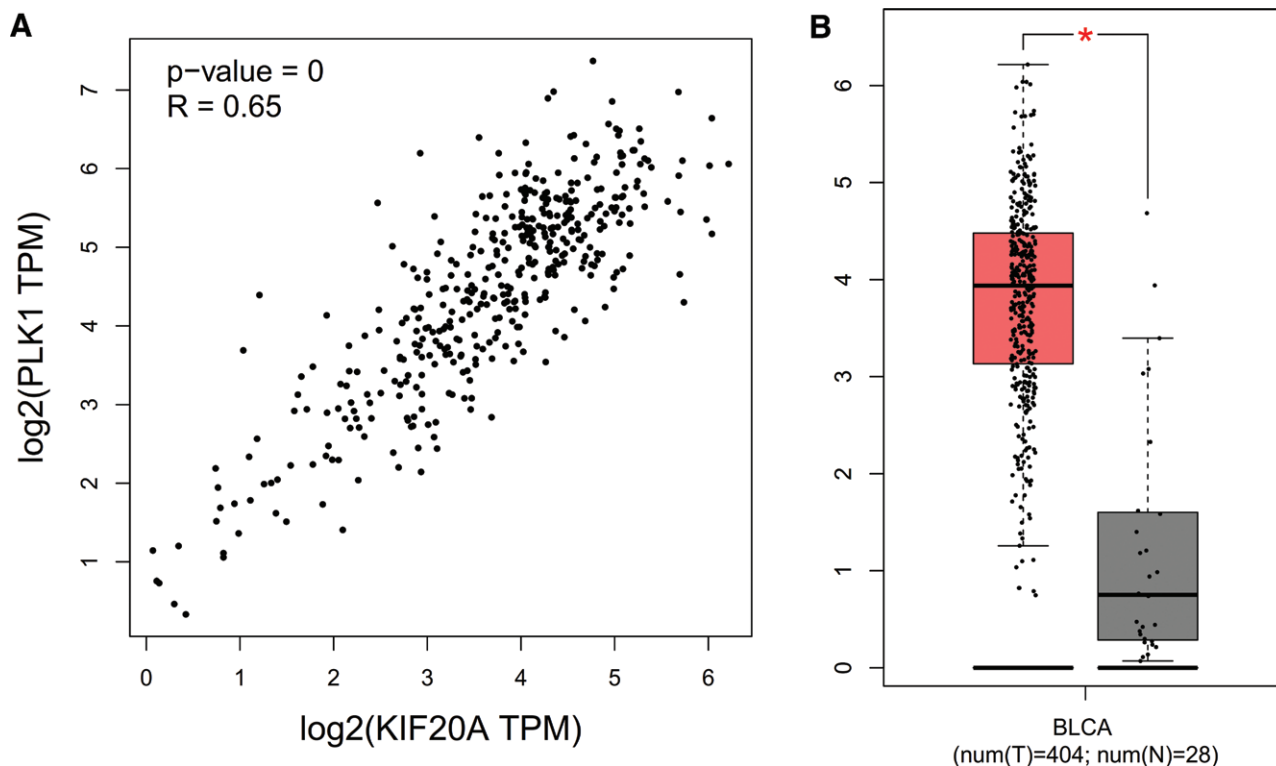 A
p−value = 0
R = 0.65
log2(PLK1 TPM)
7
6
5
4
3
2
1
0 1 2 3 4 5 6
log2(KIF20A TPM)
B
*
6
5
4
3
2
1
0
BLCA
(num(T)=404; num(N)=28)